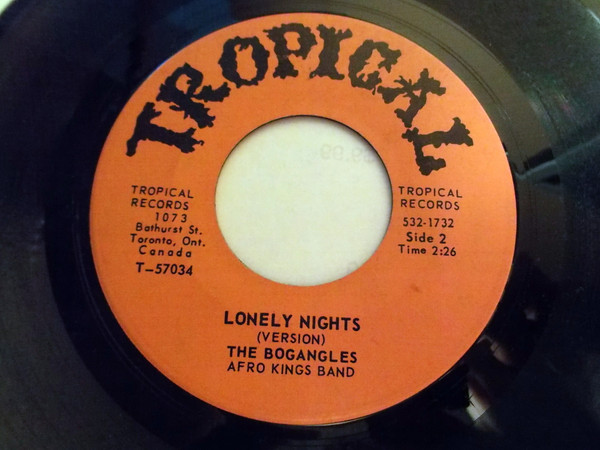 TROPICAL
TROPICAL
RECORDS
1073
Bathurst St.
Toronto, Ont.
Canada
T-57034
TROPICAL
RECORDS
532-1732
Side 2
Time 2:26
LONELY NIGHTS
(VERSION)
THE BOGANGLES
AFRO KINGS BAND